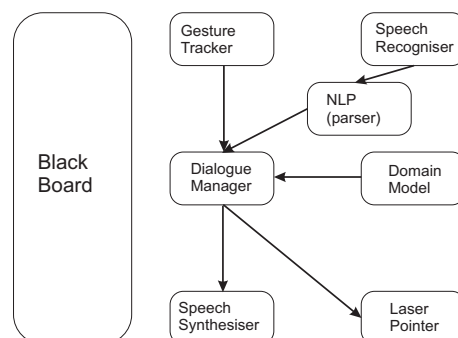 Gesture
Tracker
Speech
Recogniser
NLP
(parser)
Black
Board
Dialogue
Manager
Domain
Model
Speech
Synthesiser
Laser
Pointer